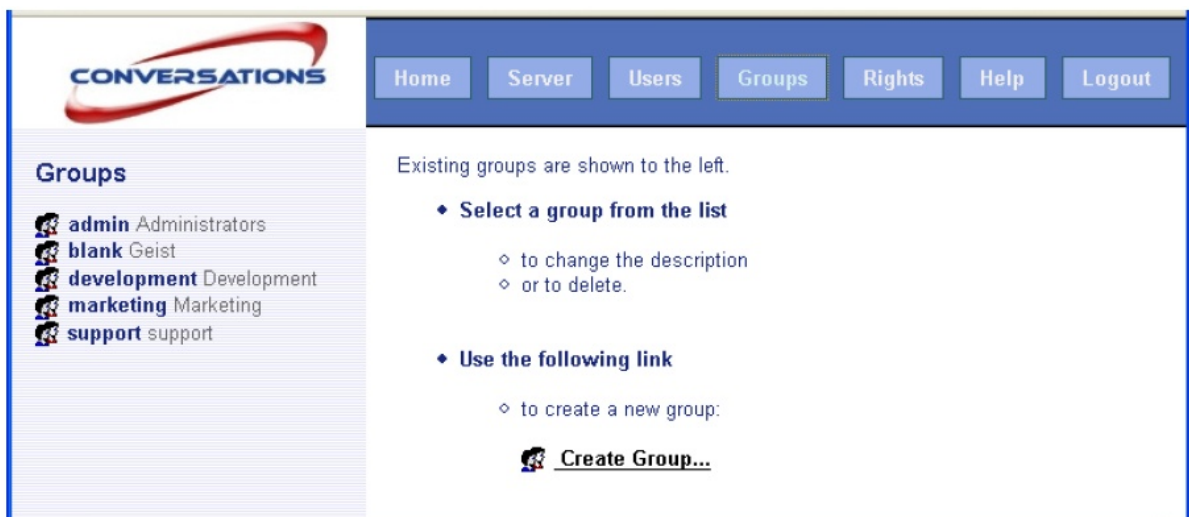 CONVERSATIONS
Home Server Users Groups Rights Help Logout
Groups
admin Administrators
blank Geist
development Development
marketing Marketing
support support
Existing groups are shown to the left.
Select a group from the list
to change the description
or to delete.
Use the following link
to create a new group:
Create Group...